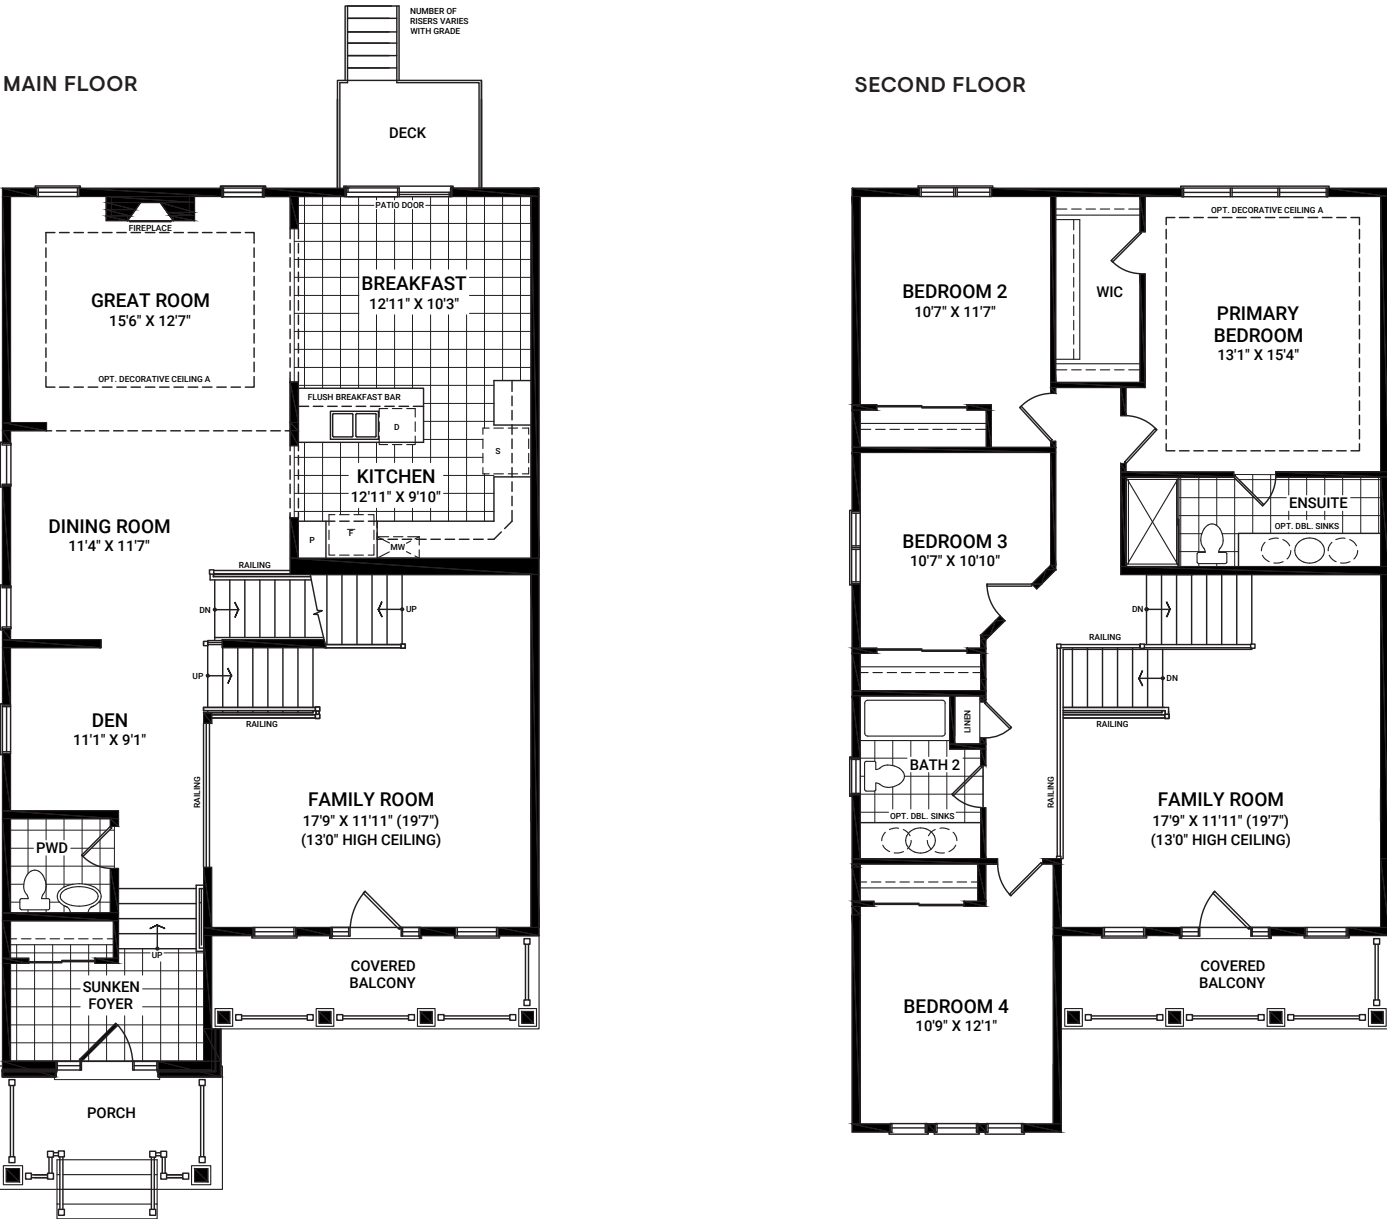 NUMBER OF
RISERS VARIES
WITH GRADE
MAIN FLOOR
DECK
PATIO DOOR
FIREPLACE
GREAT ROOM
15'6" X 12'7"
OPT. DECORATIVE CEILING A
BREAKFAST
12'11" X 10'3"
FLUSH BREAKFAST BAR
D
S
KITCHEN
12'11" X 9'10"
P
F
MW
DINING ROOM
11'4" X 11'7"
RAILING
DN
UP
UP
RAILING
DEN
11'1" X 9'1"
RAILING
FAMILY ROOM
17'9" X 11'11" (19'7")
(13'0" HIGH CEILING)
PWD
UP
SUNKEN
FOYER
COVERED
BALCONY
PORCH
SECOND FLOOR
OPT. DECORATIVE CEILING A
BEDROOM 2
10'7" X 11'7"
WIC
PRIMARY
BEDROOM
13'1" X 15'4"
ENSUITE
OPT. DBL. SINKS
BEDROOM 3
10'7" X 10'10"
DN
RAILING
DN
RAILING
LINEN
BATH 2
OPT. DBL. SINKS
RAILING
FAMILY ROOM
17'9" X 11'11" (19'7")
(13'0" HIGH CEILING)
COVERED
BALCONY
BEDROOM 4
10'9" X 12'1"